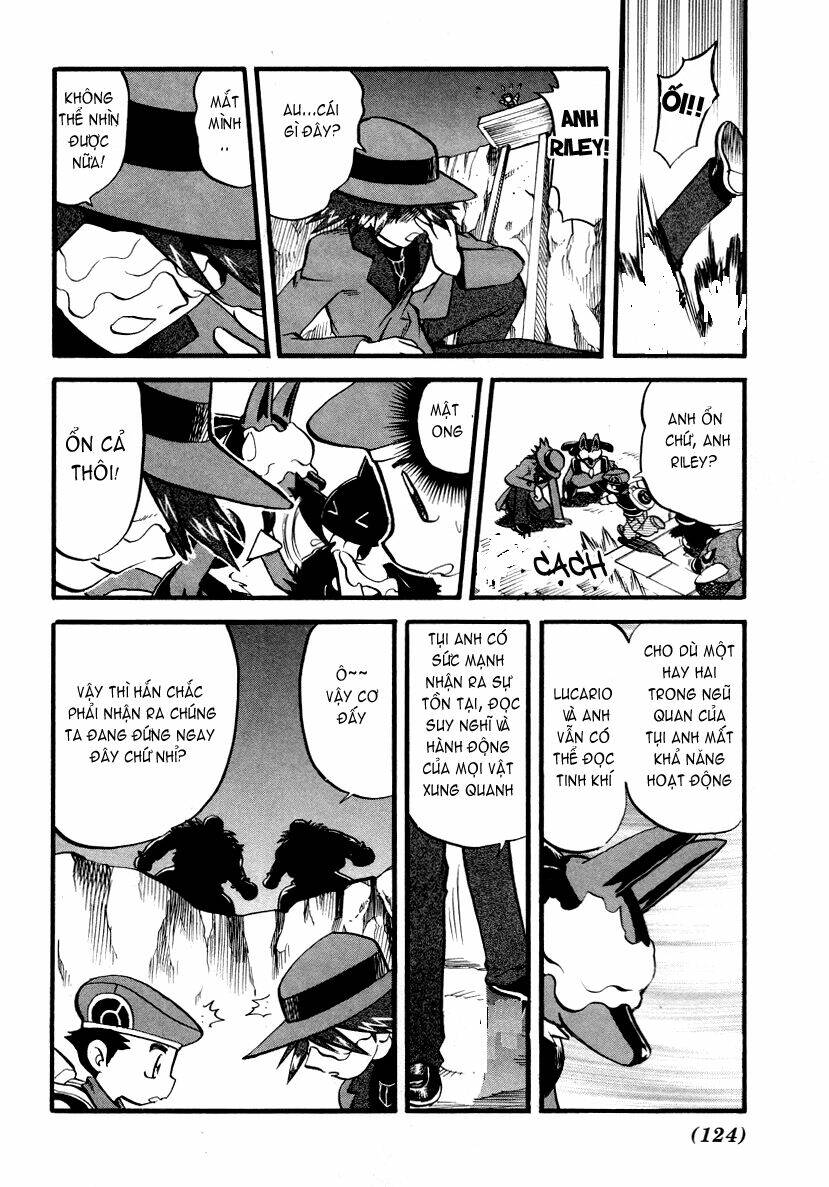 ỐI!!
ANH
RILEY!
AU...CÁI
GÌ ĐÂY?
MẮT
MÌNH
..
KHÔNG
THỂ NHÌN
ĐƯỢC
NỮA!
ANH ỔN
CHỨ, ANH
RILEY?
CẠCH
MẬT
ONG
ỔN CẢ
THÔI!
CHO DÙ MỘT
HAY HAI
TRONG NGŨ
QUAN CỦA
TỤI ANH MẤT
KHẢ NĂNG
HOẠT ĐỘNG
LUCARIO
VÀ ANH
VẪN CÓ
THỂ ĐỌC
TINH KHÍ
TỤI ANH CÓ
SỨC MẠNH
NHẬN RA SỰ
TỒN TẠI, ĐỌC
SUY NGHĨ VÀ
HÀNH ĐỘNG
CỦA MỌI VẬT
XUNG QUANH
Ô~~
VẬY CƠ
ĐẤY
VẬY THÌ HẮN CHẮC
PHẢI NHẬN RA CHÚNG
TA ĐANG ĐỨNG NGAY
ĐÂY CHỨ NHỈ?
(124)